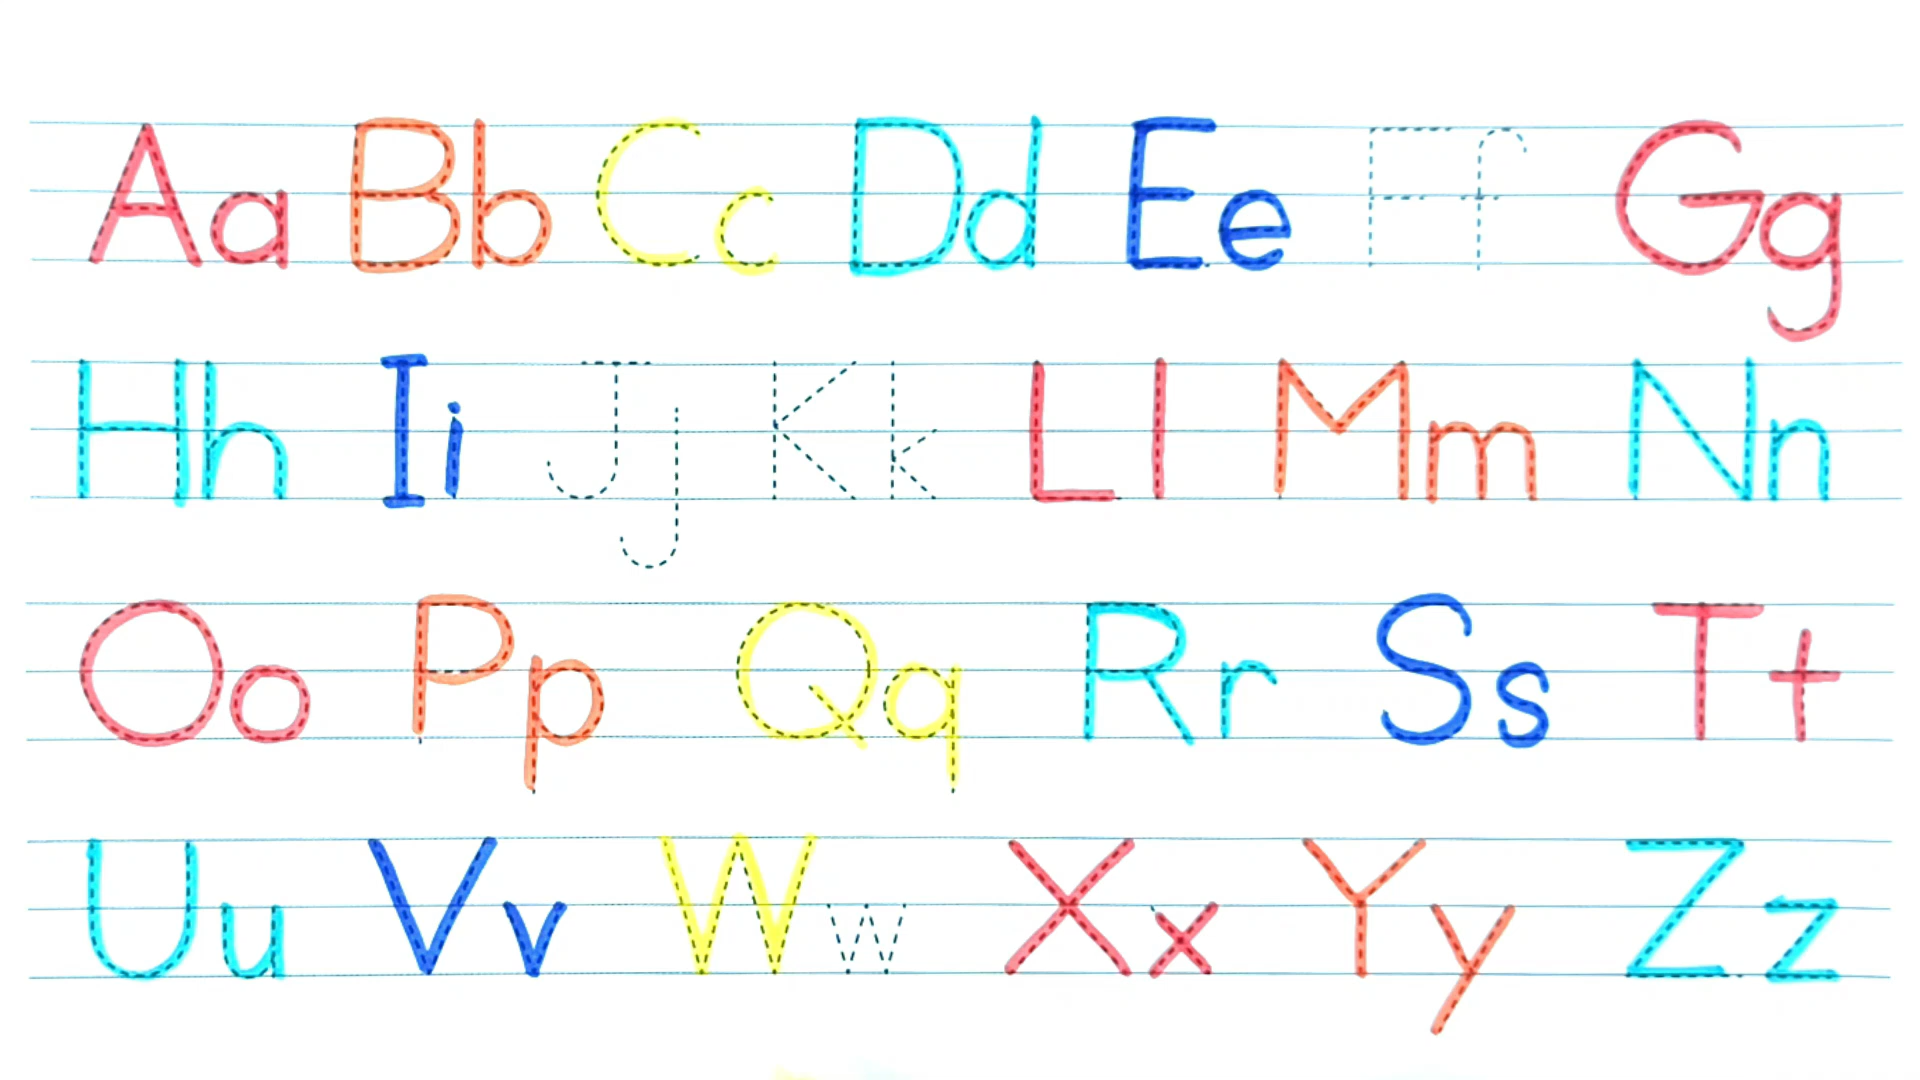 Aa Bb Cc Dd Ee Ff Gg
Hh Ii Jj Kk Ll Mm Nn
Oo Pp Qq Rr Ss Tt
Uu Vv Ww Xx Yy Zz